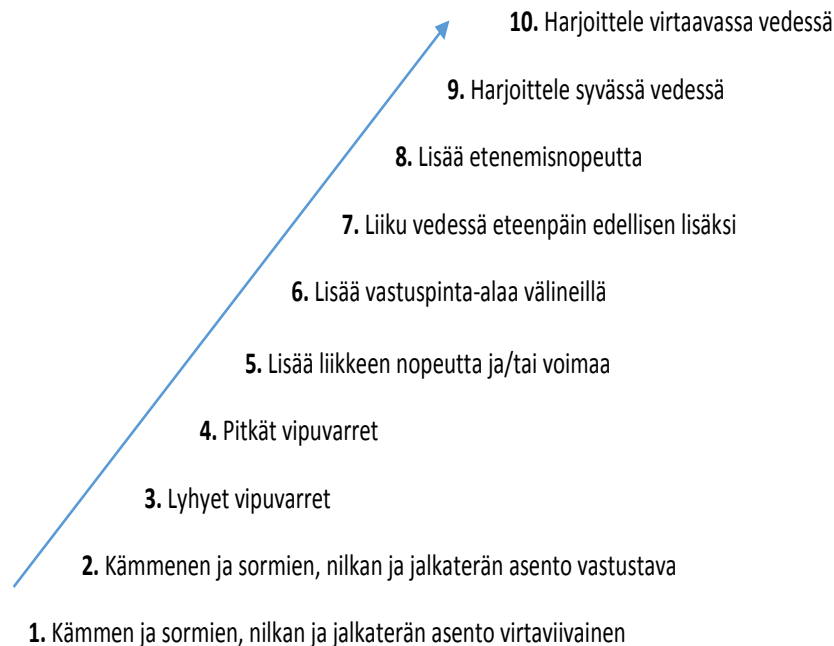 10. Harjoittele virtaavassa vedessä
9. Harjoittele syvässä vedessä
8. Lisää etenemisnopeutta
7. Liiku vedessä eteenpäin edellisen lisäksi
6. Lisää vastuspinta-alaa välineillä
5. Lisää liikkeen nopeutta ja/tai voimaa
4. Pitkät vipuvarret
3. Lyhyet vipuvarret
2. Kämmenen ja sormien, nilkan ja jalkaterän asento vastustava
1. Kämmen ja sormien, nilkan ja jalkaterän asento virtaviivainen